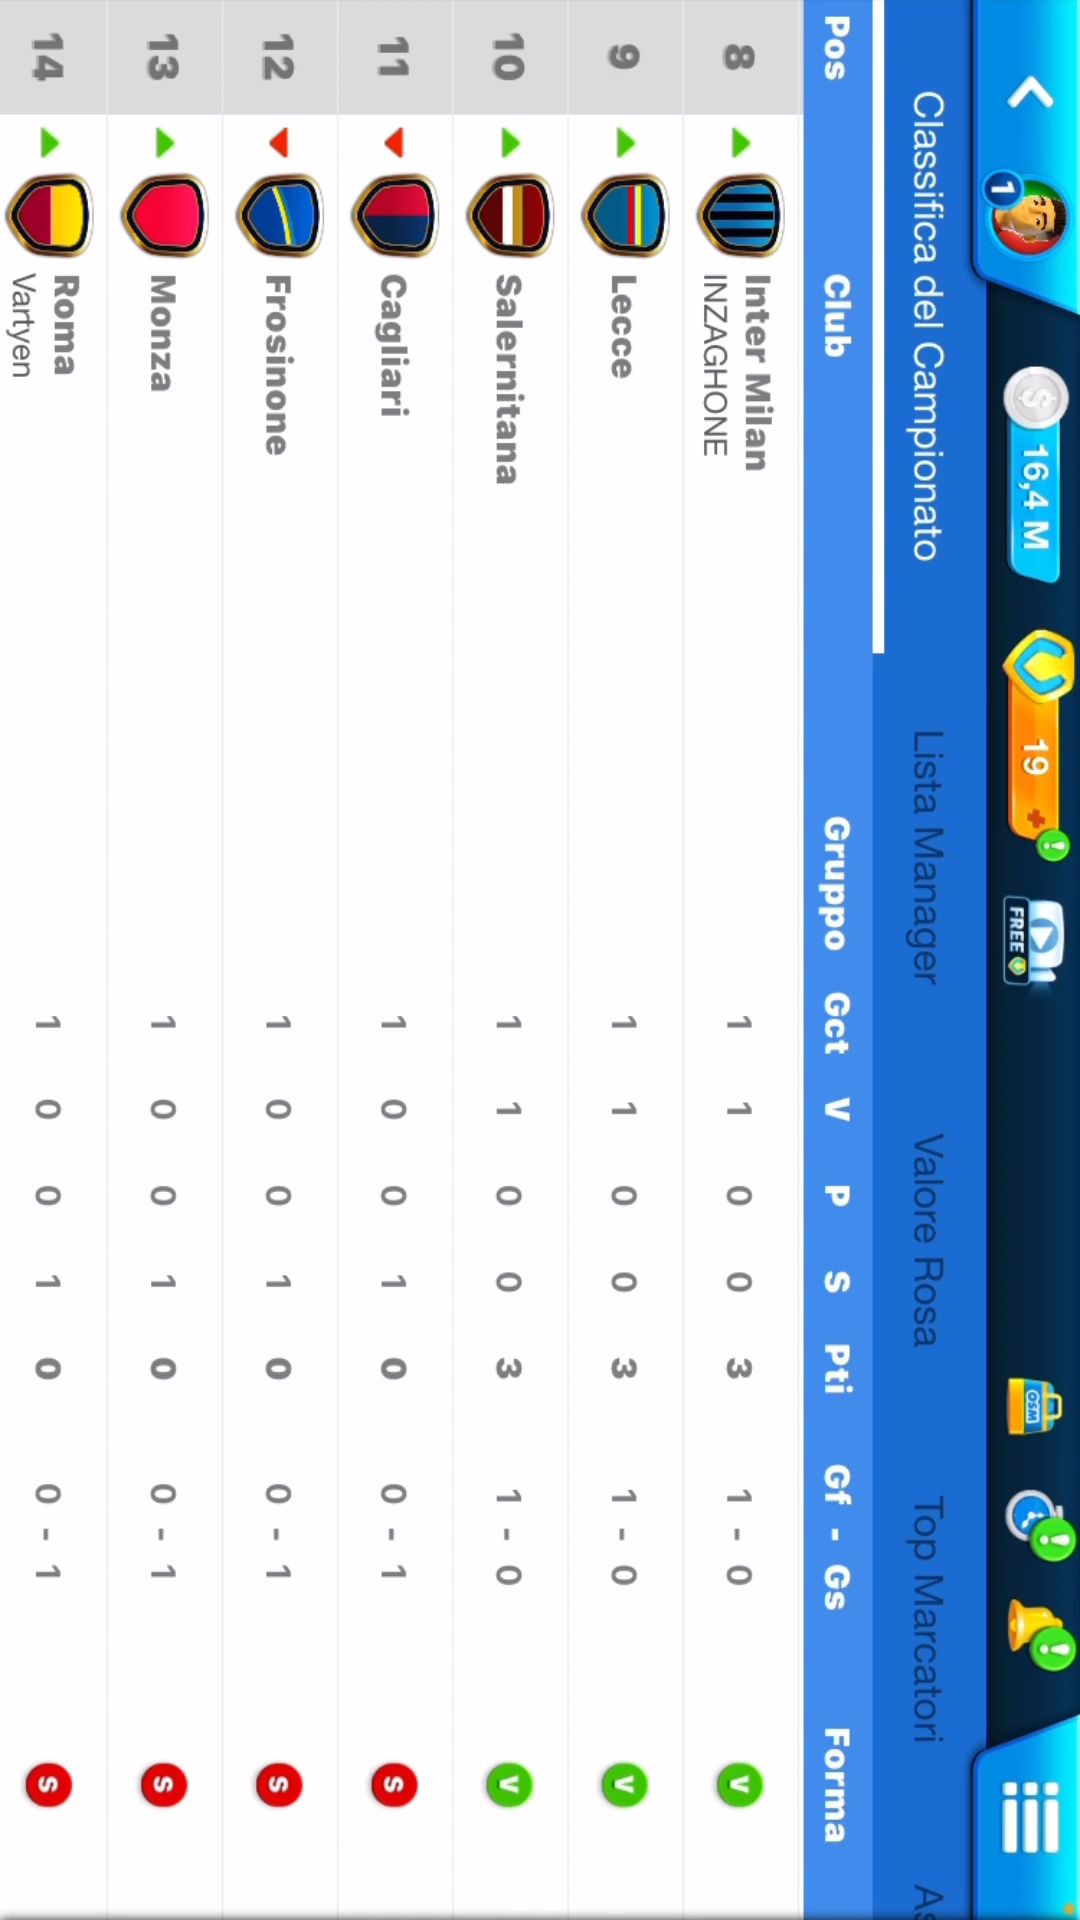 1
16,4 M
19
FREE
OSM
Classifica del Campionato Lista Manager Valore Rosa Top Marcatori As
Pos Club Gruppo Gct V P S Pti Gf - Gs Forma
8 Inter Milan 1 1 0 0 3 1 - 0 V
INZAGHONE
9 Lecce 1 1 0 0 3 1 - 0 V
10 Salernitana 1 1 0 0 3 1 - 0 V
11 Cagliari 1 0 0 1 0 0 - 1 S
12 Frosinone 1 0 0 1 0 0 - 1 S
13 Monza 1 0 0 1 0 0 - 1 S
14 Roma 1 0 0 1 0 0 - 1 S
Vartyen